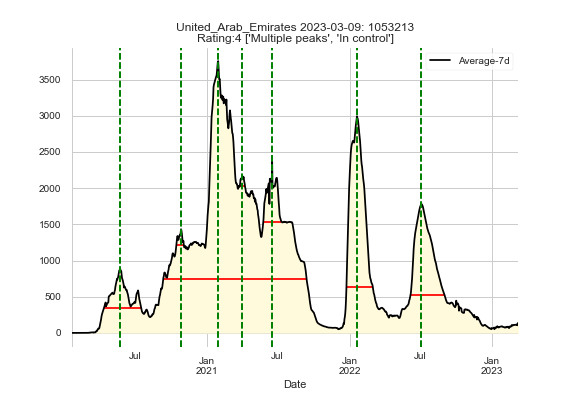 United_Arab_Emirates 2023-03-09: 1053213
Rating:4 ['Multiple peaks', 'In control']
Average-7d
3500
3000
2500
2000
1500
1000
500
0
Jul
Jan
2021
Jul
Jan
2022
Jul
Jan
2023
Date